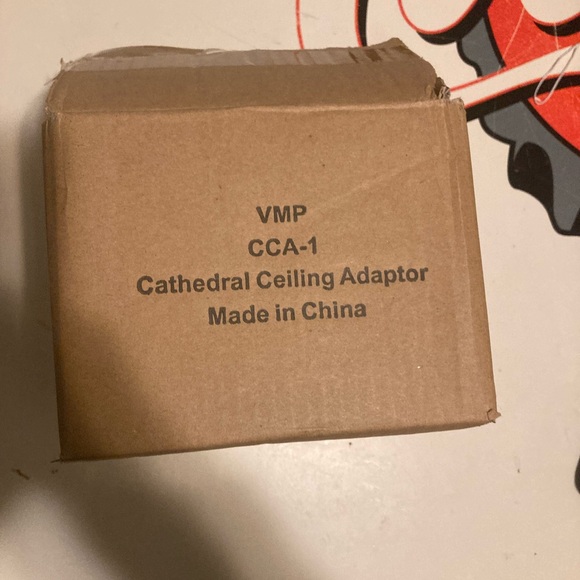 VMP
CCA-1
Cathedral Ceiling Adaptor
Made in China